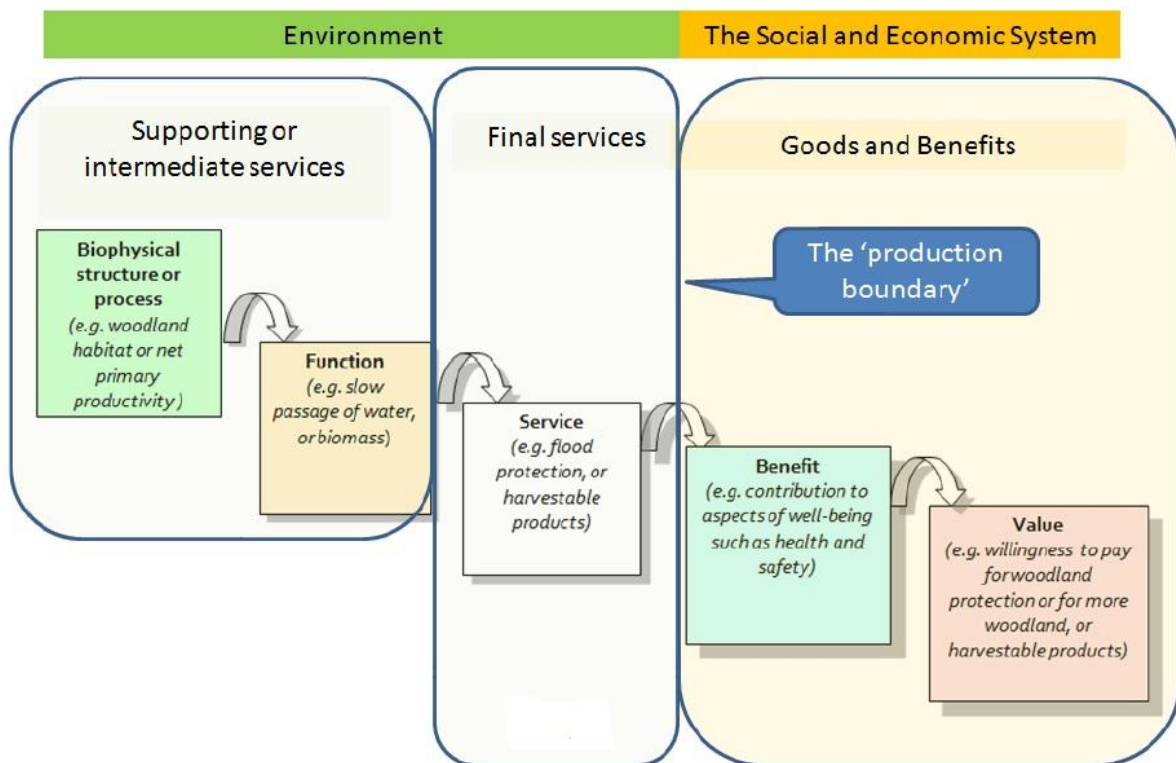 Environment
The Social and Economic System
Supporting or
intermediate services
Final services
Goods and Benefits
Biophysical
structure or
process
(e.g. woodland
habitat or net
primary
productivity)
The ‘production
boundary’
Function
(e.g. slow
passage of water,
or biomass)
Service
(e.g. flood
protection, or
harvestable
products)
Benefit
(e.g. contribution to
aspects of well-being
such as health and
safety)
Value
(e.g. willingness to pay
for woodland
protection or for more
woodland, or
harvestable products)